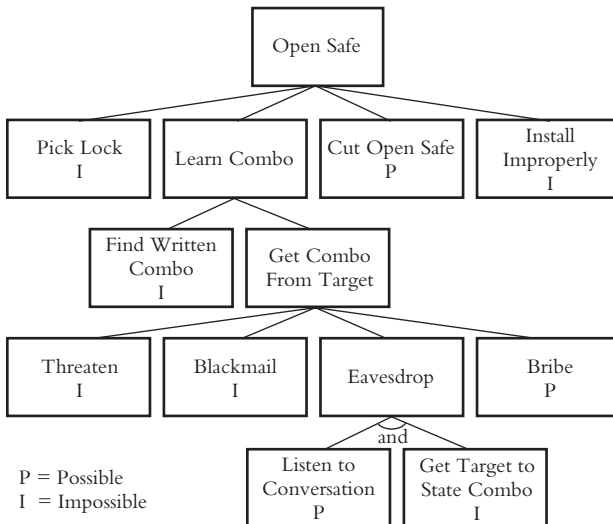 Open Safe
Pick Lock
I
Learn Combo
Cut Open Safe
P
Install
Improperly
I
Find Written
Combo
I
Get Combo
From Target
Threaten
I
Blackmail
I
Eavesdrop
Bribe
P
and
Listen to
Conversation
P
Get Target to
State Combo
I
P = Possible
I = Impossible